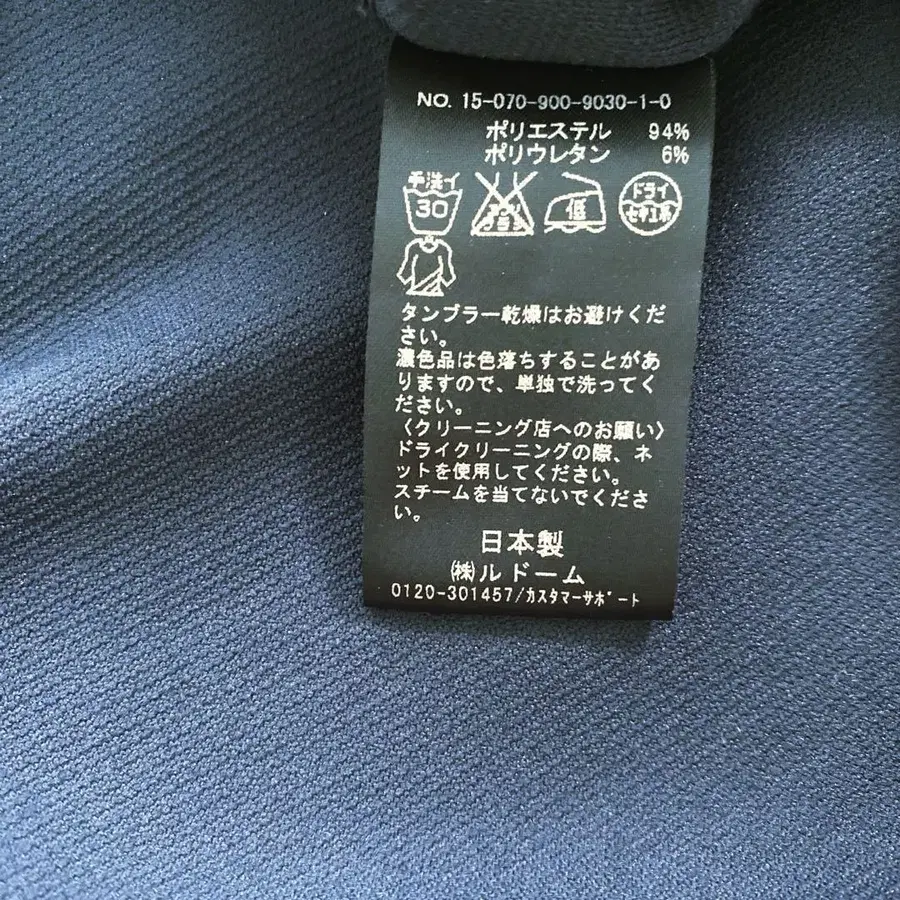 NO. 15-070-900-9030-1-0
ポリエステル 94%
ポリウレタン 6%
手洗イ
30
エンソ
サラシ
低
ドライ
セキユ系
タンブラー乾燥はお避けくだ
さい。
濃色品は色落ちすることがあ
りますので、単独で洗ってく
ださい。
〈クリーニング店へのお願い〉
ドライクリーニングの際、ネ
ットを使用してください。
スチームを当てないでくださ
い。
日本製
㈱ルドーム
0120-301457/カスタマーサポート